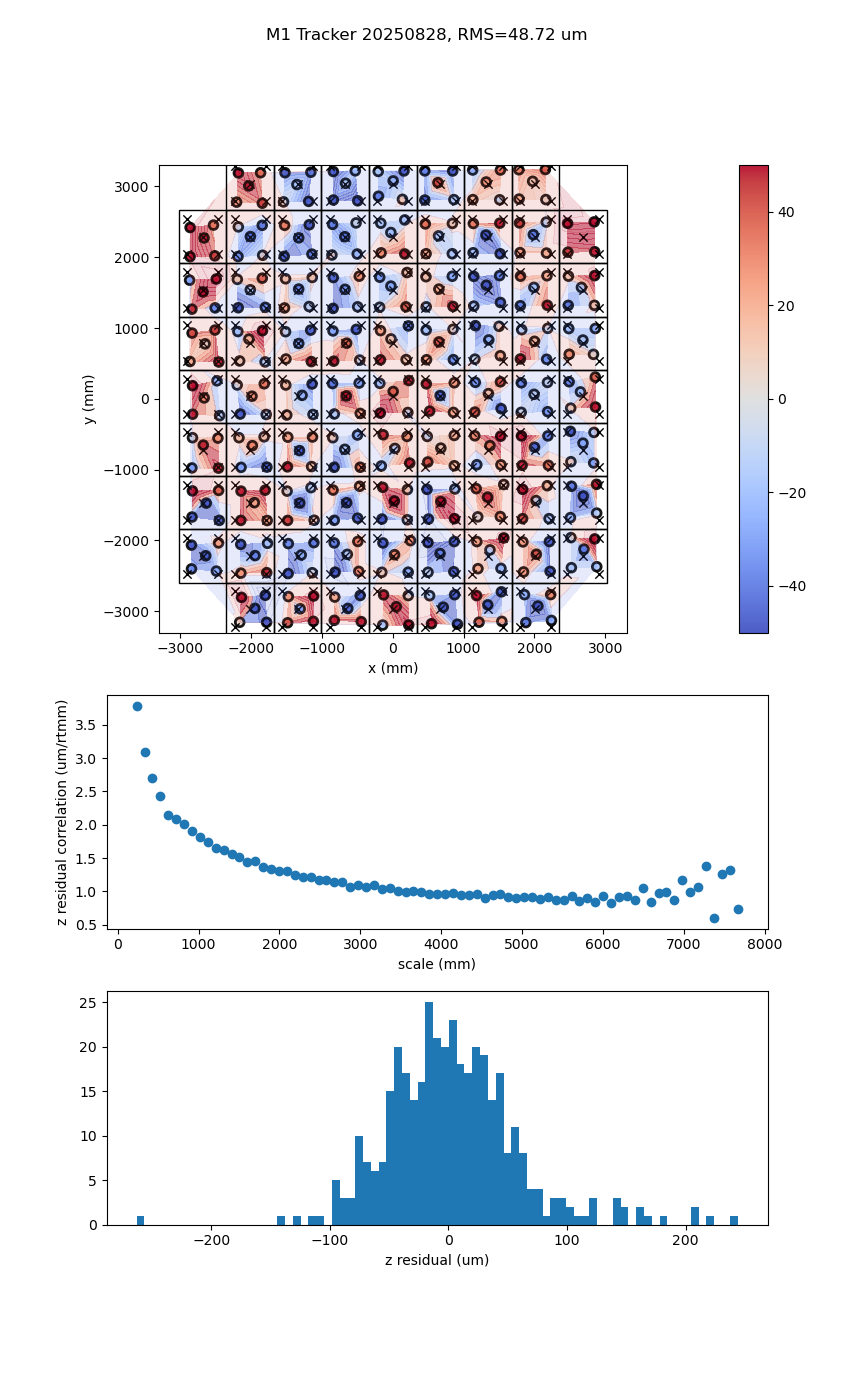 M1 Tracker 20250828, RMS=48.72 um
3000
2000
1000
0
−1000
−2000
−3000
y (mm)
−3000 −2000 −1000 0 1000 2000 3000
x (mm)
40
20
0
−20
−40
3.5
3.0
2.5
2.0
1.5
1.0
0.5
z residual correlation (um/rtmm)
0 1000 2000 3000 4000 5000 6000 7000 8000
scale (mm)
25
20
15
10
5
0
−200 −100 0 100 200
z residual (um)